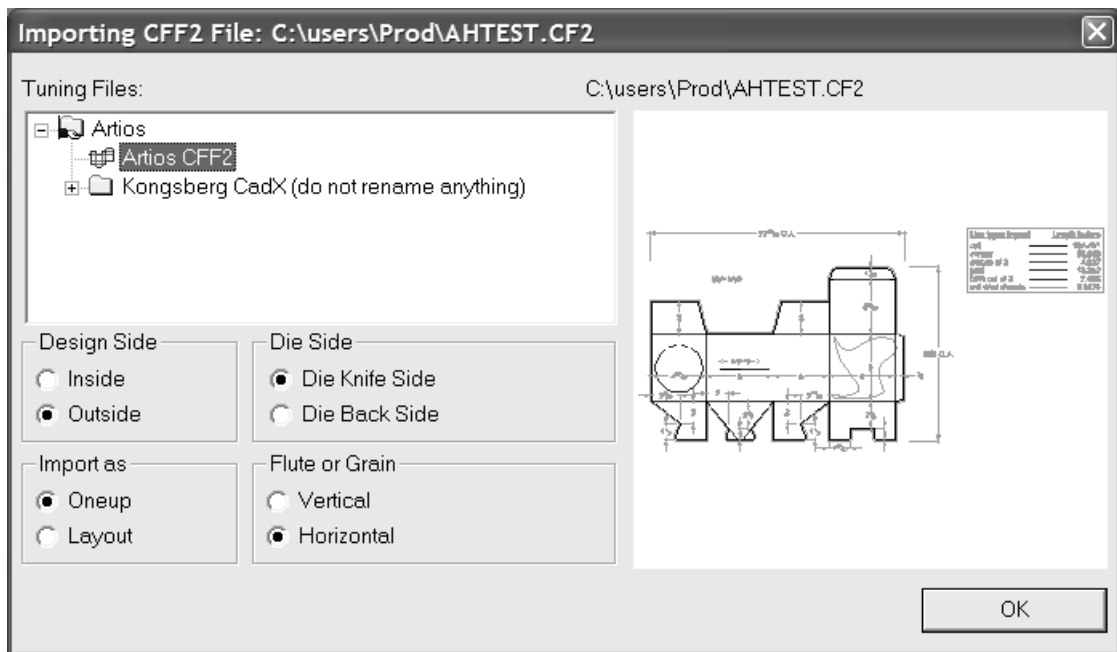 Importing CFF2 File: C:\users\Prod\AHTEST.CF2
Tuning Files:
C:\users\Prod\AHTEST.CF2
Artios
Artios CFF2
Kongsberg CadX (do not rename anything)
Design Side
Inside
Outside
Die Side
Die Knife Side
Die Back Side
Import as
Oneup
Layout
Flute or Grain
Vertical
Horizontal
OK